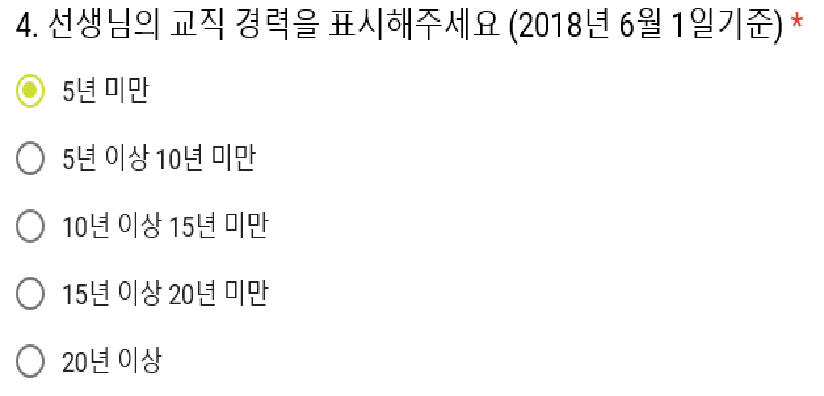 4. 선생님의 교직 경력을 표시해주세요 (2018년 6월 1일기준) *
5년 미만
5년 이상 10년 미만
10년 이상 15년 미만
15년 이상 20년 미만
20년 이상